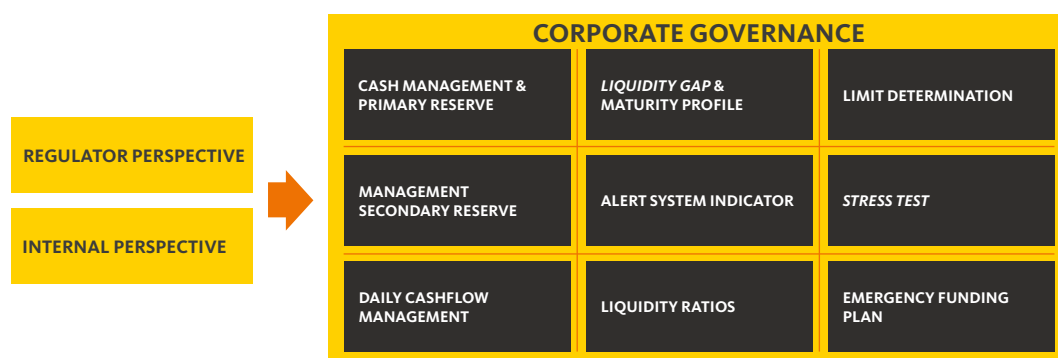 REGULATOR PERSPECTIVE
INTERNAL PERSPECTIVE
CORPORATE GOVERNANCE
CASH MANAGEMENT &
PRIMARY RESERVE
LIQUIDITY GAP &
MATURITY PROFILE
LIMIT DETERMINATION
MANAGEMENT
SECONDARY RESERVE
ALERT SYSTEM INDICATOR
STRESS TEST
DAILY CASHFLOW
MANAGEMENT
LIQUIDITY RATIOS
EMERGENCY FUNDING
PLAN